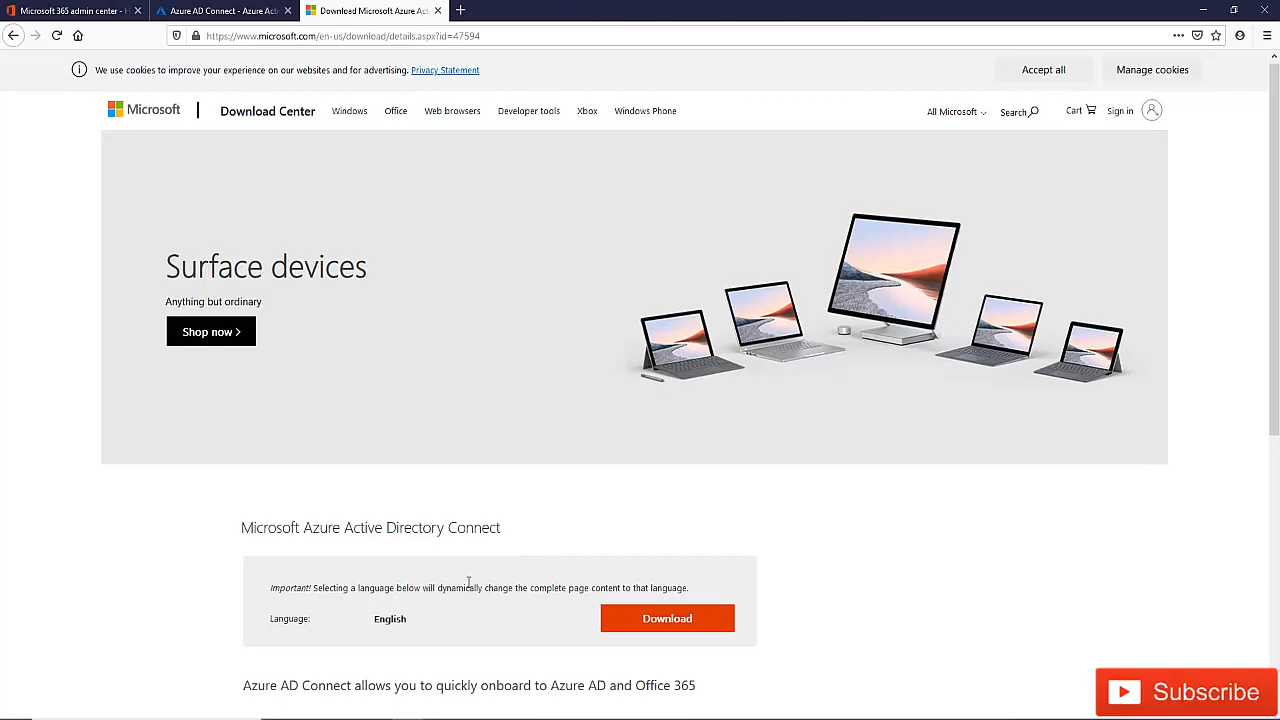 Microsoft 365 admin center - H
Azure AD Connect - Azure Acti
Download Microsoft Azure Acti
https://www.microsoft.com/en-us/download/details.aspx?id=47594
We use cookies to improve your experience on our websites and for advertising. Privacy Statement
Accept all
Manage cookies
Microsoft
Download Center
Windows
Office
Web browsers
Developer tools
Xbox
Windows Phone
All Microsoft
Search
Cart
Sign in
Surface devices
Anything but ordinary
Shop now
Microsoft Azure Active Directory Connect
Important! Selecting a language below will dynamically change the complete page content to that language.
Language:
English
Download
Azure AD Connect allows you to quickly onboard to Azure AD and Office 365
Subscribe